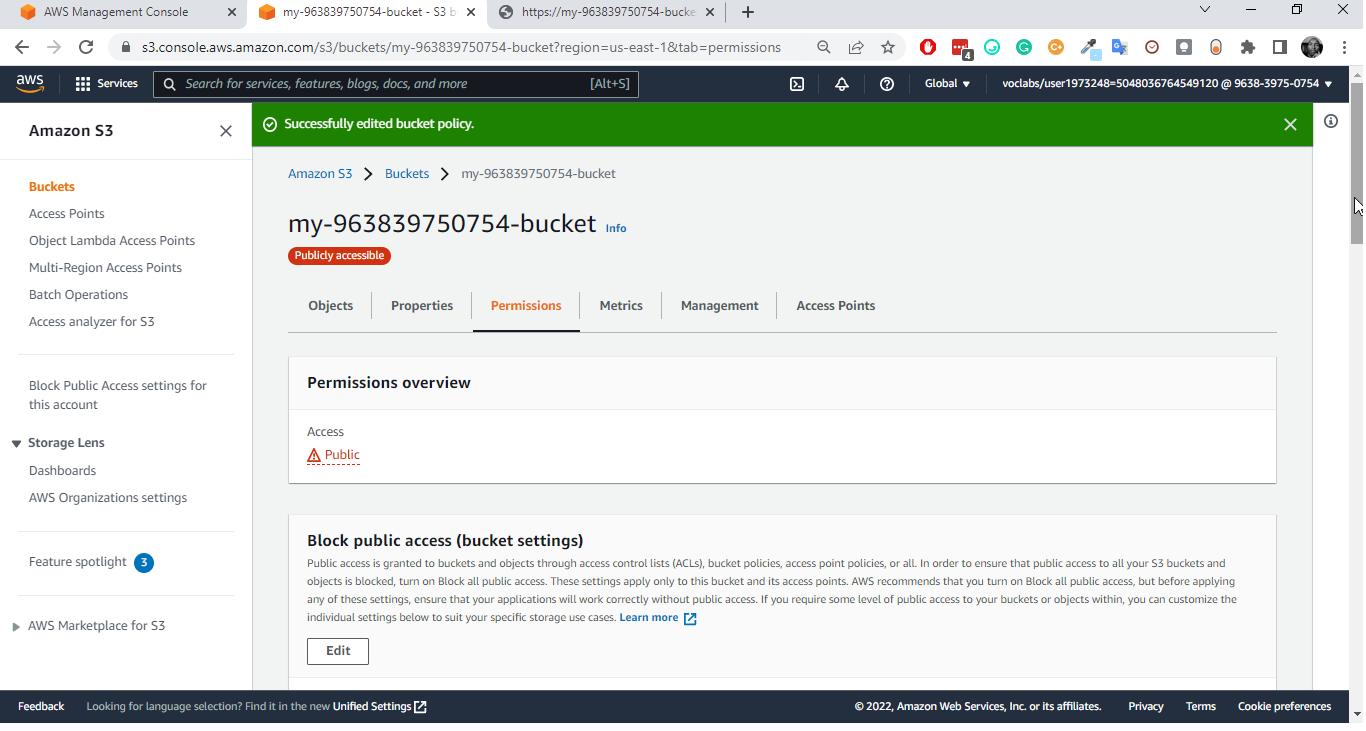 AWS Management Console
my-963839750754-bucket - S3 b
https://my-963839750754-bucke
s3.console.aws.amazon.com/s3/buckets/my-963839750754-bucket?region=us-east-1&tab=permissions
4
aws
Services
Search for services, features, blogs, docs, and more
[Alt+S]
Global
voclabs/user1973248=5048036764549120 @ 9638-3975-0754
Amazon S3
Successfully edited bucket policy.
Buckets
Access Points
Object Lambda Access Points
Multi-Region Access Points
Batch Operations
Access analyzer for S3
Block Public Access settings for
this account
Storage Lens
Dashboards
AWS Organizations settings
Feature spotlight 3
AWS Marketplace for S3
Amazon S3 > Buckets > my-963839750754-bucket
my-963839750754-bucket Info
Publicly accessible
Objects
Properties
Permissions
Metrics
Management
Access Points
Permissions overview
Access
Public
Block public access (bucket settings)
Public access is granted to buckets and objects through access control lists (ACLs), bucket policies, access point policies, or all. In order to ensure that public access to all your S3 buckets and
objects is blocked, turn on Block all public access. These settings apply only to this bucket and its access points. AWS recommends that you turn on Block all public access, but before applying
any of these settings, ensure that your applications will work correctly without public access. If you require some level of public access to your buckets or objects within, you can customize the
individual settings below to suit your specific storage use cases. Learn more
Edit
Feedback
Looking for language selection? Find it in the new Unified Settings
© 2022, Amazon Web Services, Inc. or its affiliates.
Privacy
Terms
Cookie preferences